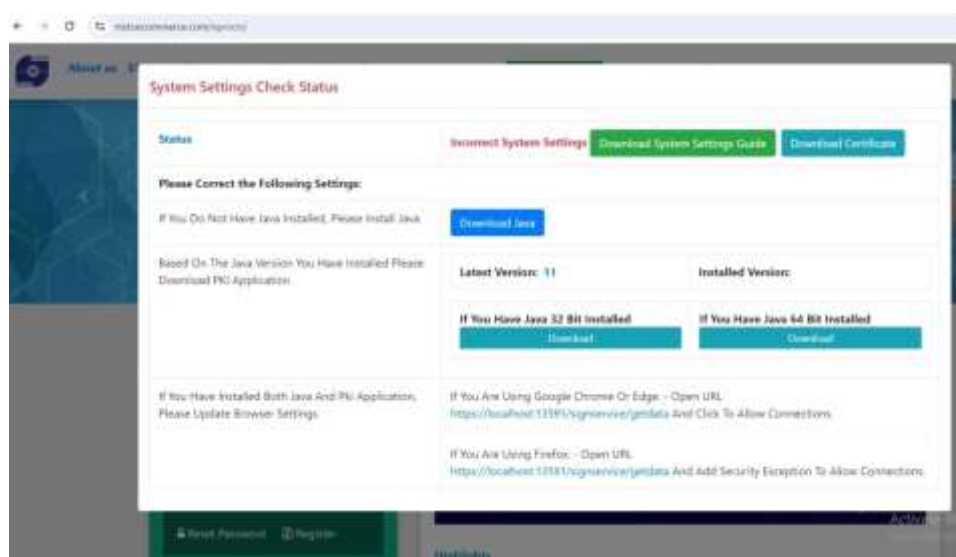 About us
System Settings Check Status
Status
Incorrect System Settings
Download System Settings Guide
Download Certificate
Please Correct the Following Settings:
If You Do Not Have Java Installed, Please Install Java
Download Java
Based On The Java Version You Have Installed Please
Download PKI Application
Latest Version: 11
Installed Version:
If You Have Java 32 Bit Installed
Download
If You Have Java 64 Bit Installed
Download
If You Have Installed Both Java And Pki Application,
Please Update Browser Settings
If You Are Using Google Chrome Or Edge - Open URL
https://localhost:13591/signservice/getdata And Click To Allow Connections
If You Are Using Firefox - Open URL
https://localhost:13591/signservice/getdata And Add Security Exception To Allow Connections
Reset Password
Register
Highlights